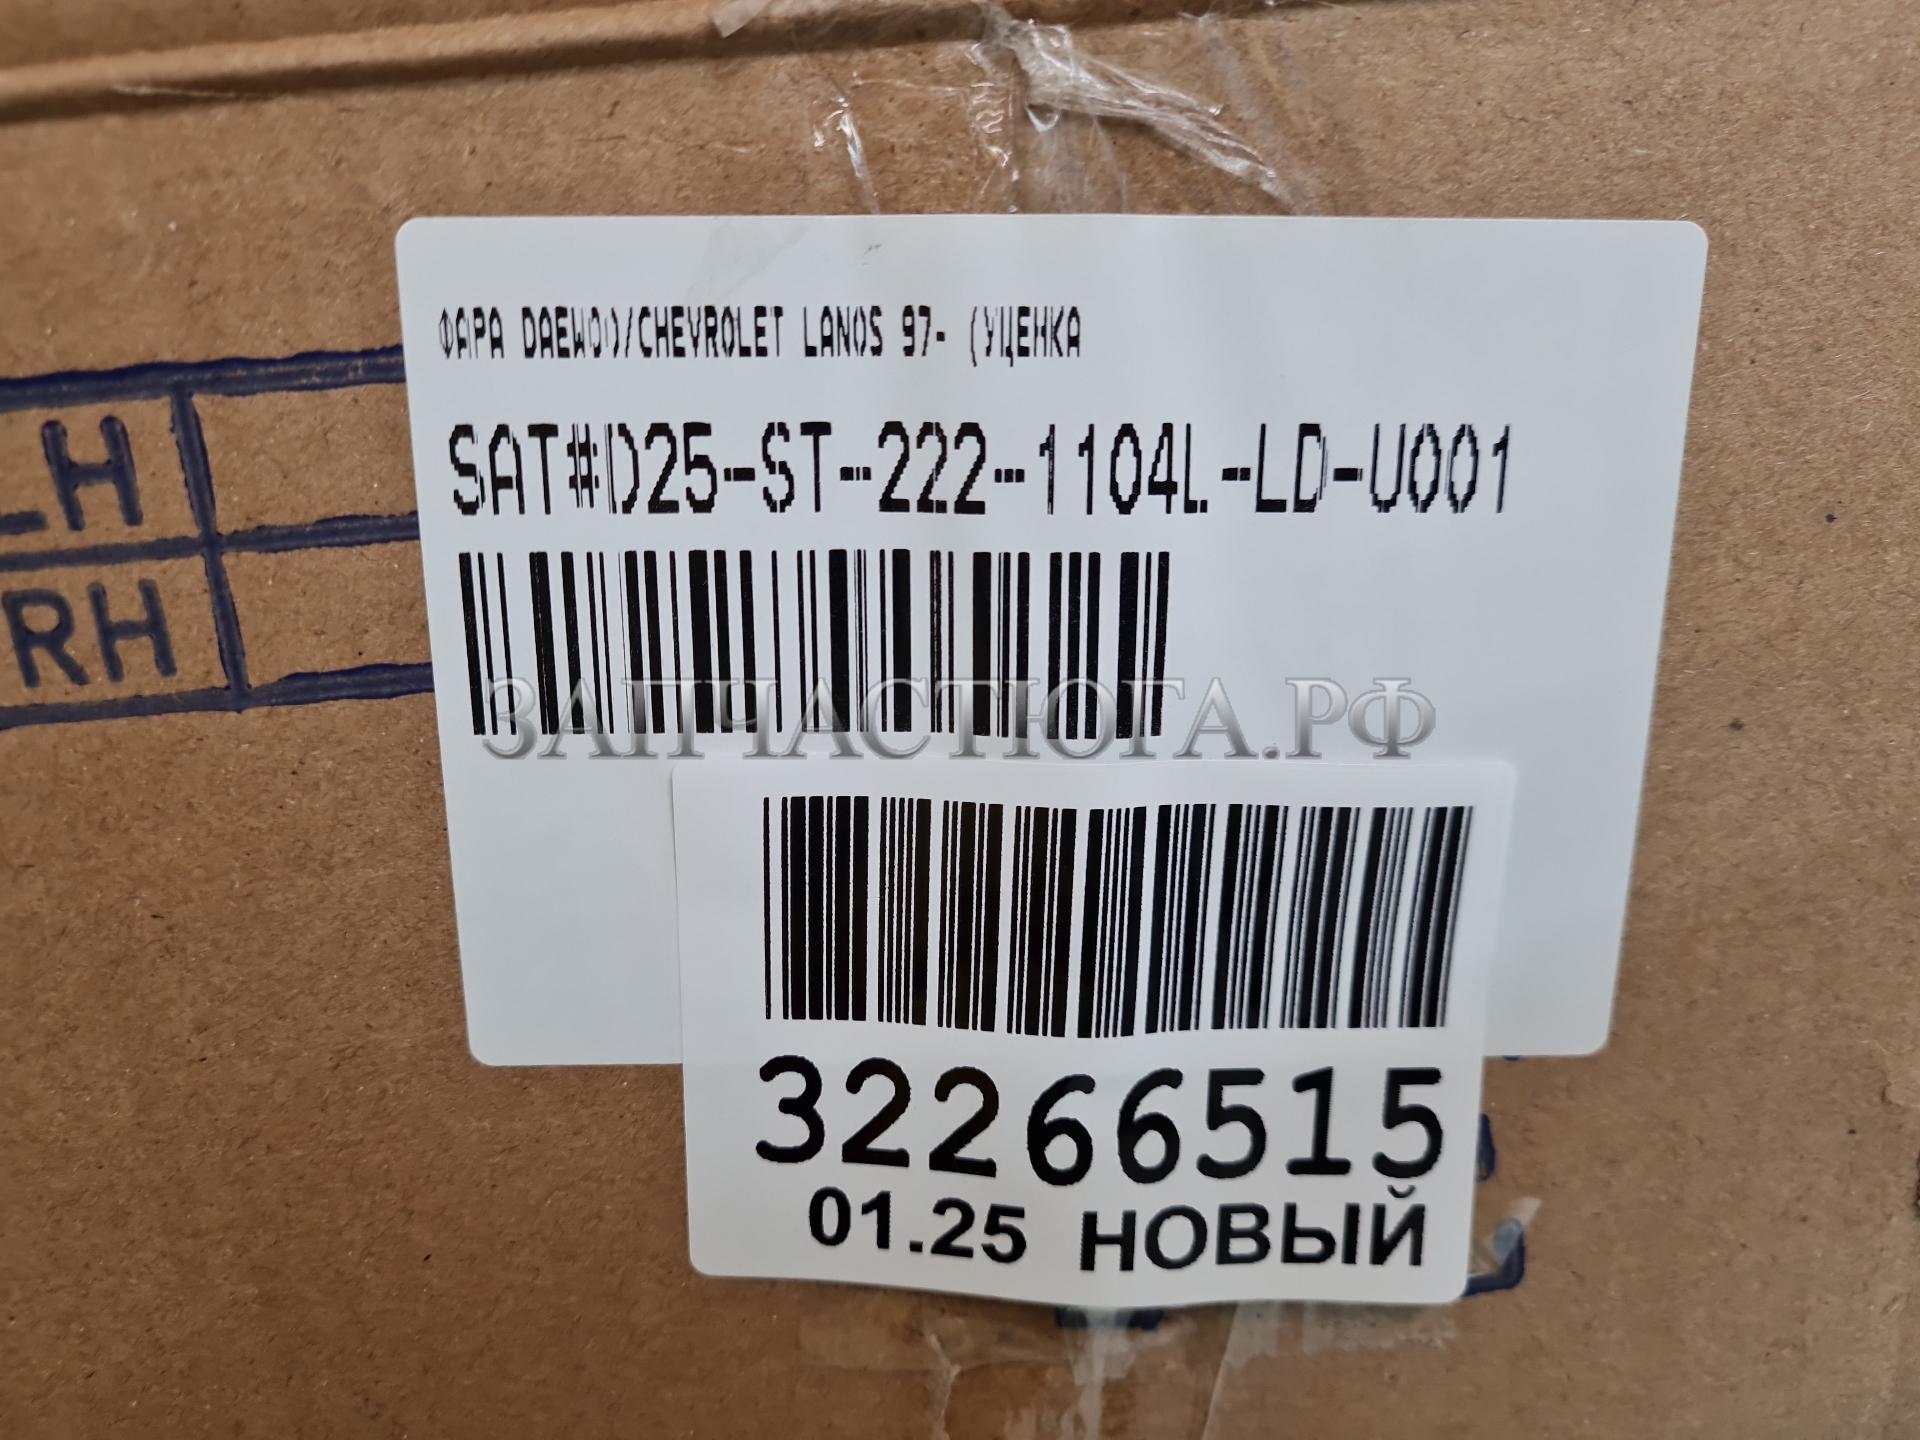 ФАРА DAEWOO/CHEVROLET LANOS 97- (УЦЕНКА
SAT#D25-ST-222-1104L-LD-U001
LH
RH
ЗАПЧАСТЮГА.РФ
32266515
01.25 НОВЫЙ